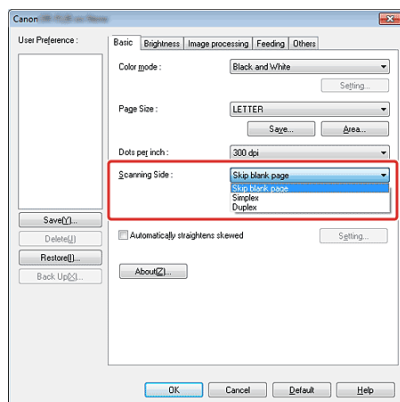 Canon
User Preference :
Basic Brightness Image processing Feeding Others
Color mode : Black and White
Setting...
Page Size : LETTER
Save... Area...
Dots per inch : 300 dpi
Scanning Side : Skip blank page
Skip blank page
Simplex
Duplex
Save(Y)...
Delete(J)
Automatically straightens skewed Setting...
Restore(I)...
Back Up(X)...
About(Z)...
OK Cancel Default Help